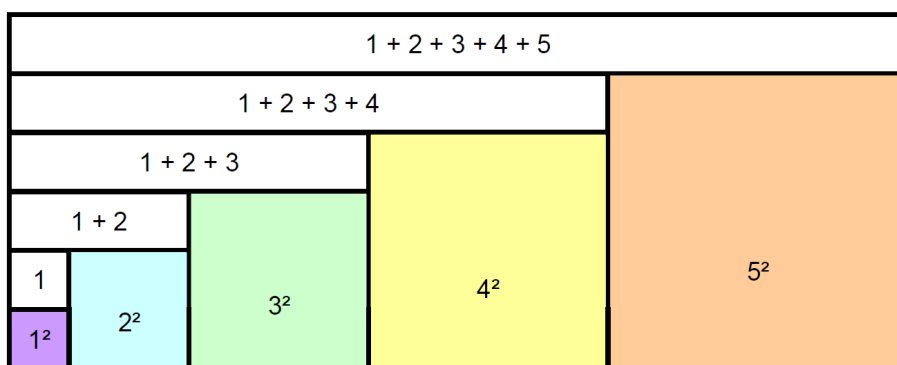 1 + 2 + 3 + 4 + 5
1 + 2 + 3 + 4
1 + 2 + 3
1 + 2
1
1²
2²
3²
4²
5²